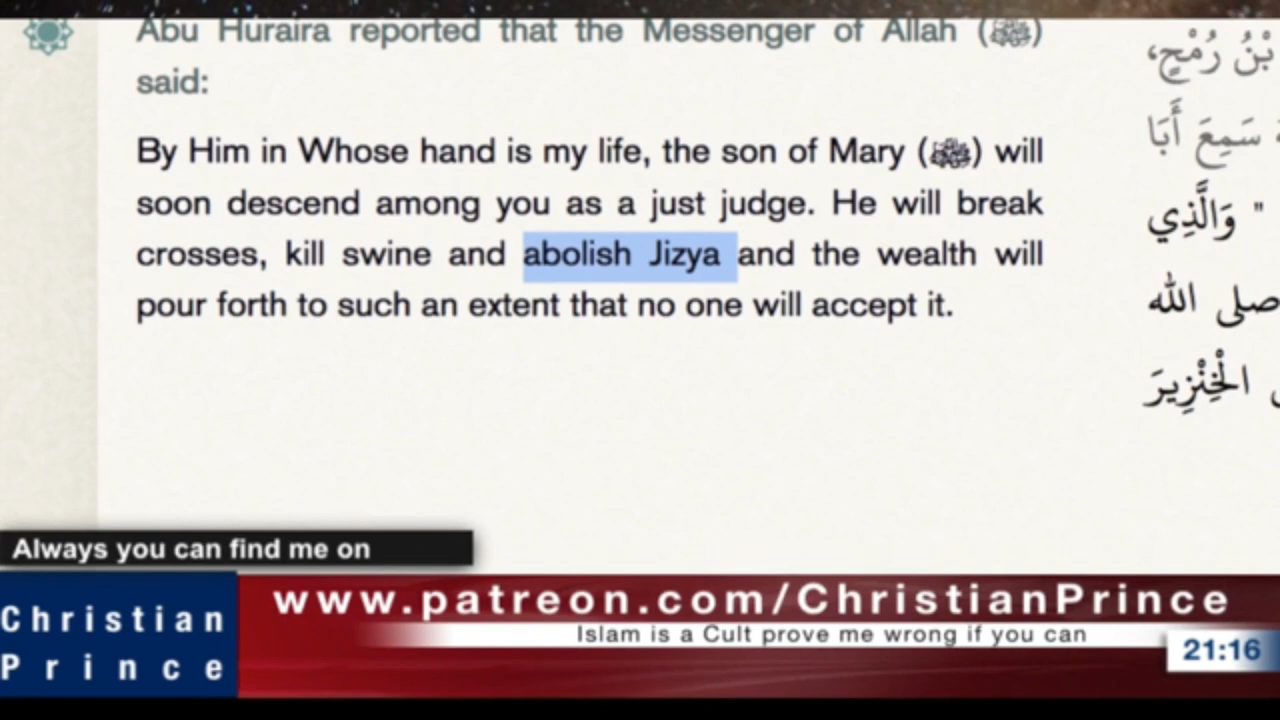 Abu Huraira reported that the Messenger of Allah (ﷺ)
said:
By Him in Whose hand is my life, the son of Mary (ﷺ) will
soon descend among you as a just judge. He will break
crosses, kill swine and abolish Jizya and the wealth will
pour forth to such an extent that no one will accept it.
بْنُ رُمْحٍ،
سَمِعَ أَبَا
" وَالَّذِي
صلى الله
الْخِنْزِيرَ
Always you can find me on
Christian
Prince
www.patreon.com/ChristianPrince
Islam is a Cult prove me wrong if you can
21:16